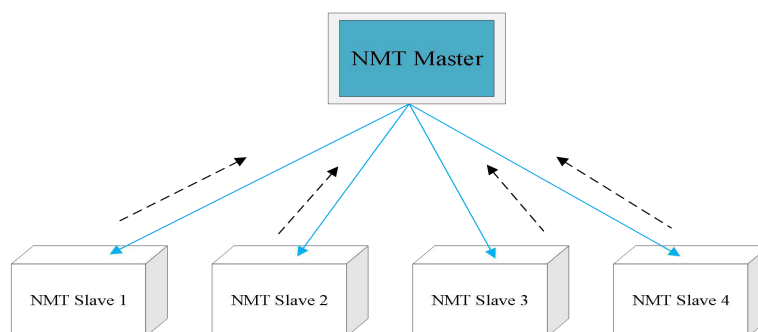 NMT Master
NMT Slave 1
NMT Slave 2
NMT Slave 3
NMT Slave 4